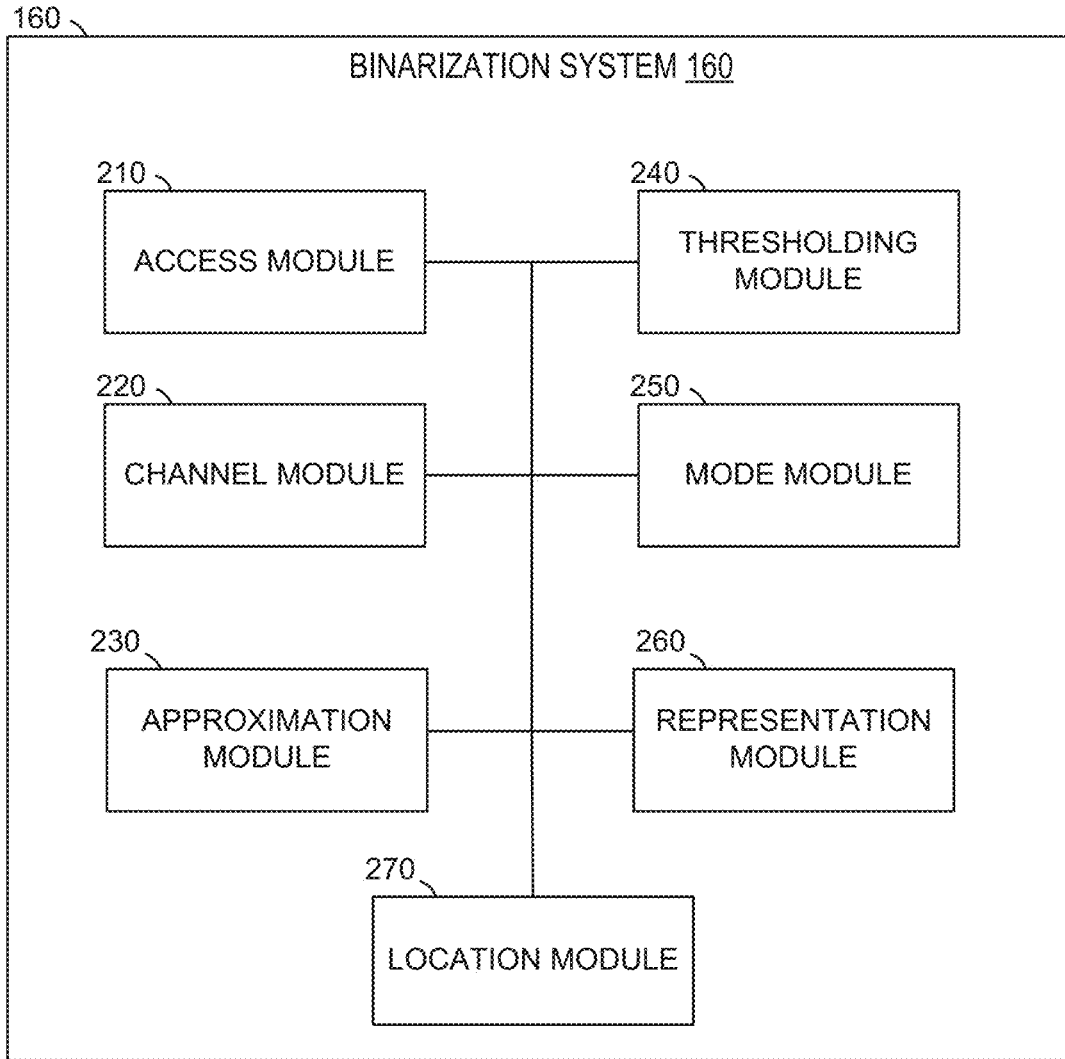 160
BINARIZATION SYSTEM 160
210
ACCESS MODULE
240
THRESHOLDING
MODULE
220
CHANNEL MODULE
250
MODE MODULE
230
APPROXIMATION
MODULE
260
REPRESENTATION
MODULE
270
LOCATION MODULE